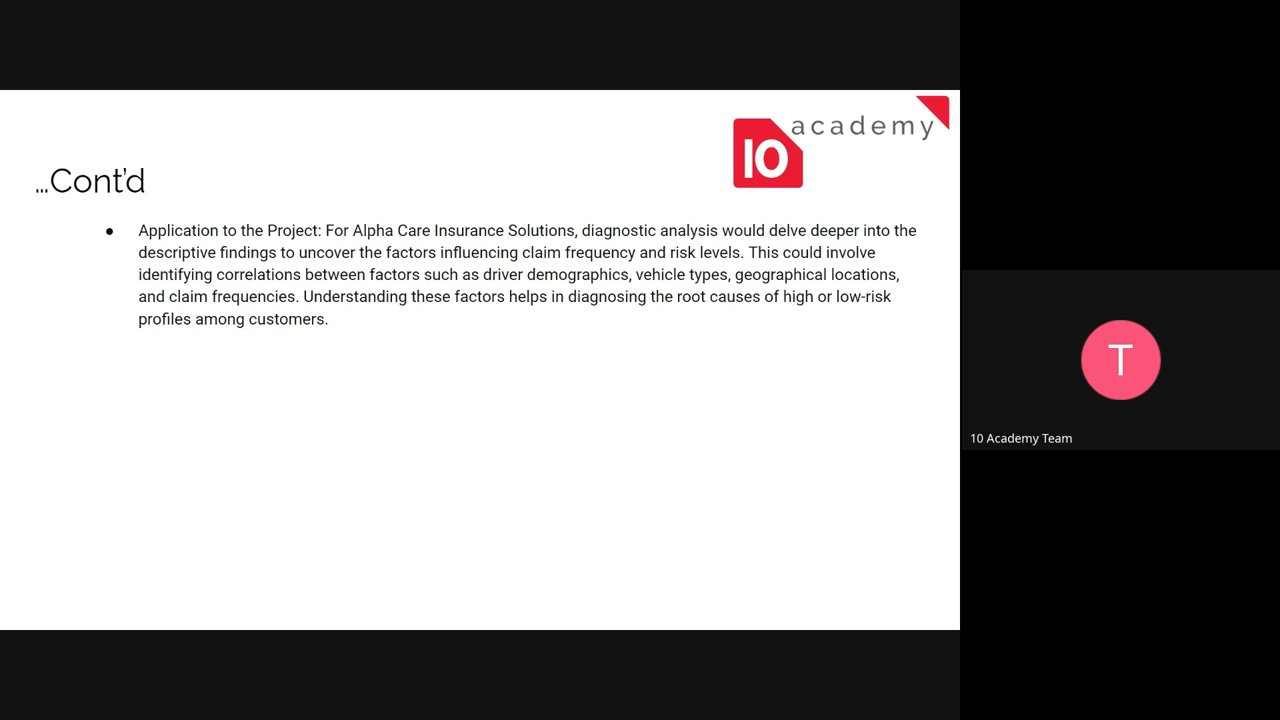 10 academy
...Cont'd
● Application to the Project: For Alpha Care Insurance Solutions, diagnostic analysis would delve deeper into the
descriptive findings to uncover the factors influencing claim frequency and risk levels. This could involve
identifying correlations between factors such as driver demographics, vehicle types, geographical locations,
and claim frequencies. Understanding these factors helps in diagnosing the root causes of high or low-risk
profiles among customers.
T
10 Academy Team